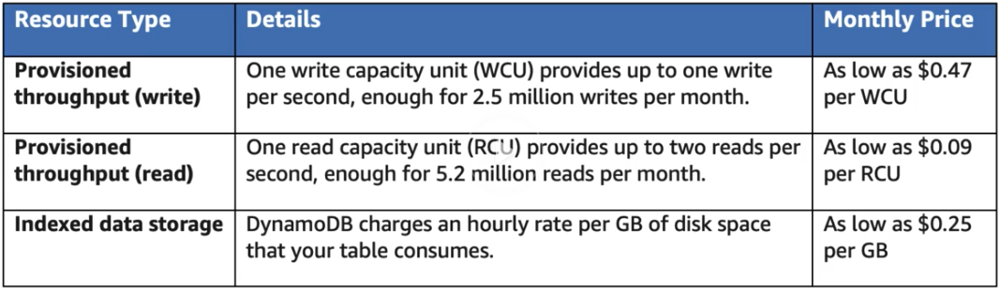 Resource Type Details Monthly Price
Provisioned One write capacity unit (WCU) provides up to one write As low as $0.47
throughput (write) per second, enough for 2.5 million writes per month. per WCU
Provisioned One read capacity unit (RCU) provides up to two reads per As low as $0.09
throughput (read) second, enough for 5.2 million reads per month. per RCU
Indexed data storage DynamoDB charges an hourly rate per GB of disk space As low as $0.25
that your table consumes. per GB